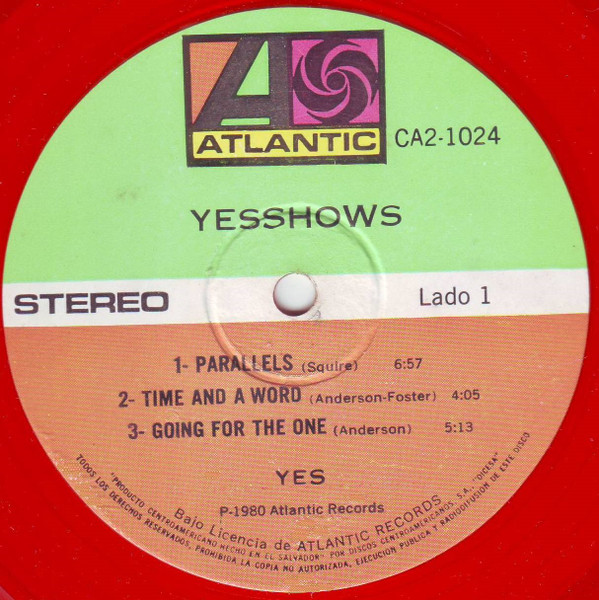 ATLANTIC
CA2-1024
YESSHOWS
STEREO
Lado 1
1- PARALLELS (Squire) 6:57
2- TIME AND A WORD (Anderson-Foster) 4:05
3- GOING FOR THE ONE (Anderson) 5:13
YES
P-1980 Atlantic Records
Bajo Licencia de ATLANTIC RECORDS
"PRODUCTO CENTROAMERICANO HECHO EN EL SALVADOR" POR DISCOS CENTROAMERICANOS, S.A. "DICESA"
TODOS LOS DERECHOS RESERVADOS, PROHIBIDA LA COPIA NO AUTORIZADA, EJECUCION PUBLICA Y RADIODIFUSION DE ESTE DISCO